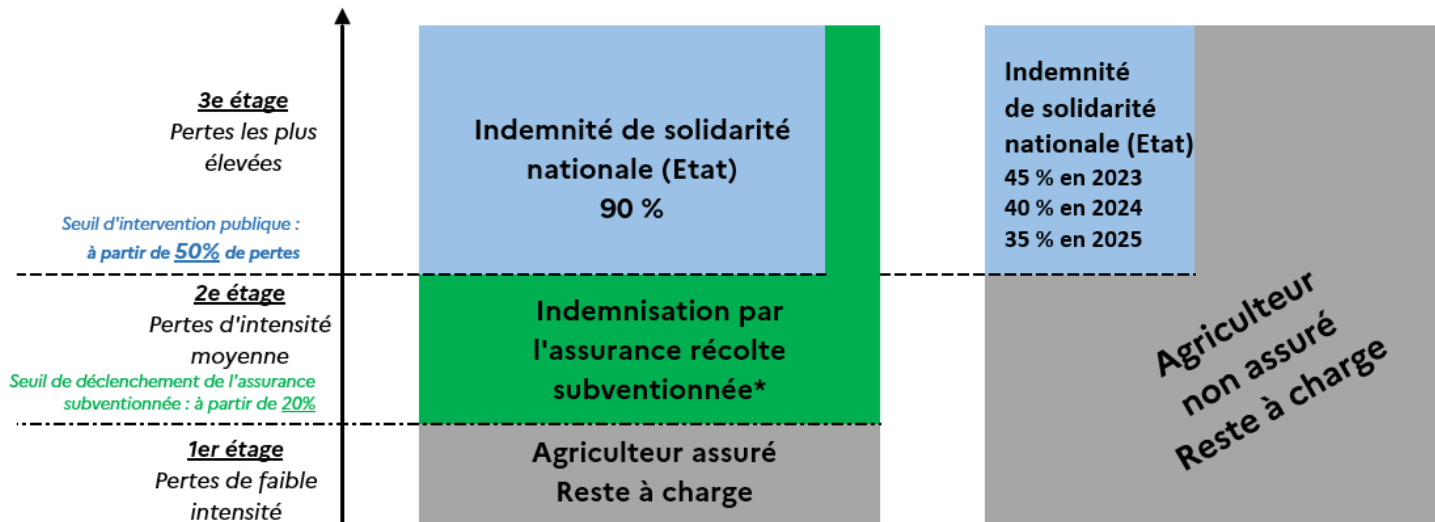 3e étage
Pertes les plus
élevées
Seuil d'intervention publique :
à partir de 50% de pertes
2e étage
Pertes d'intensité
moyenne
Seuil de déclenchement de l'assurance
subventionnée : à partir de 20%
1er étage
Pertes de faible
intensité
Indemnité de solidarité
nationale (Etat)
90 %
Indemnisation par
l'assurance récolte
subventionnée*
Agriculteur assuré
Reste à charge
Indemnité
de solidarité
nationale (Etat)
45 % en 2023
40 % en 2024
35 % en 2025
Agriculteur
non assuré
Reste à charge